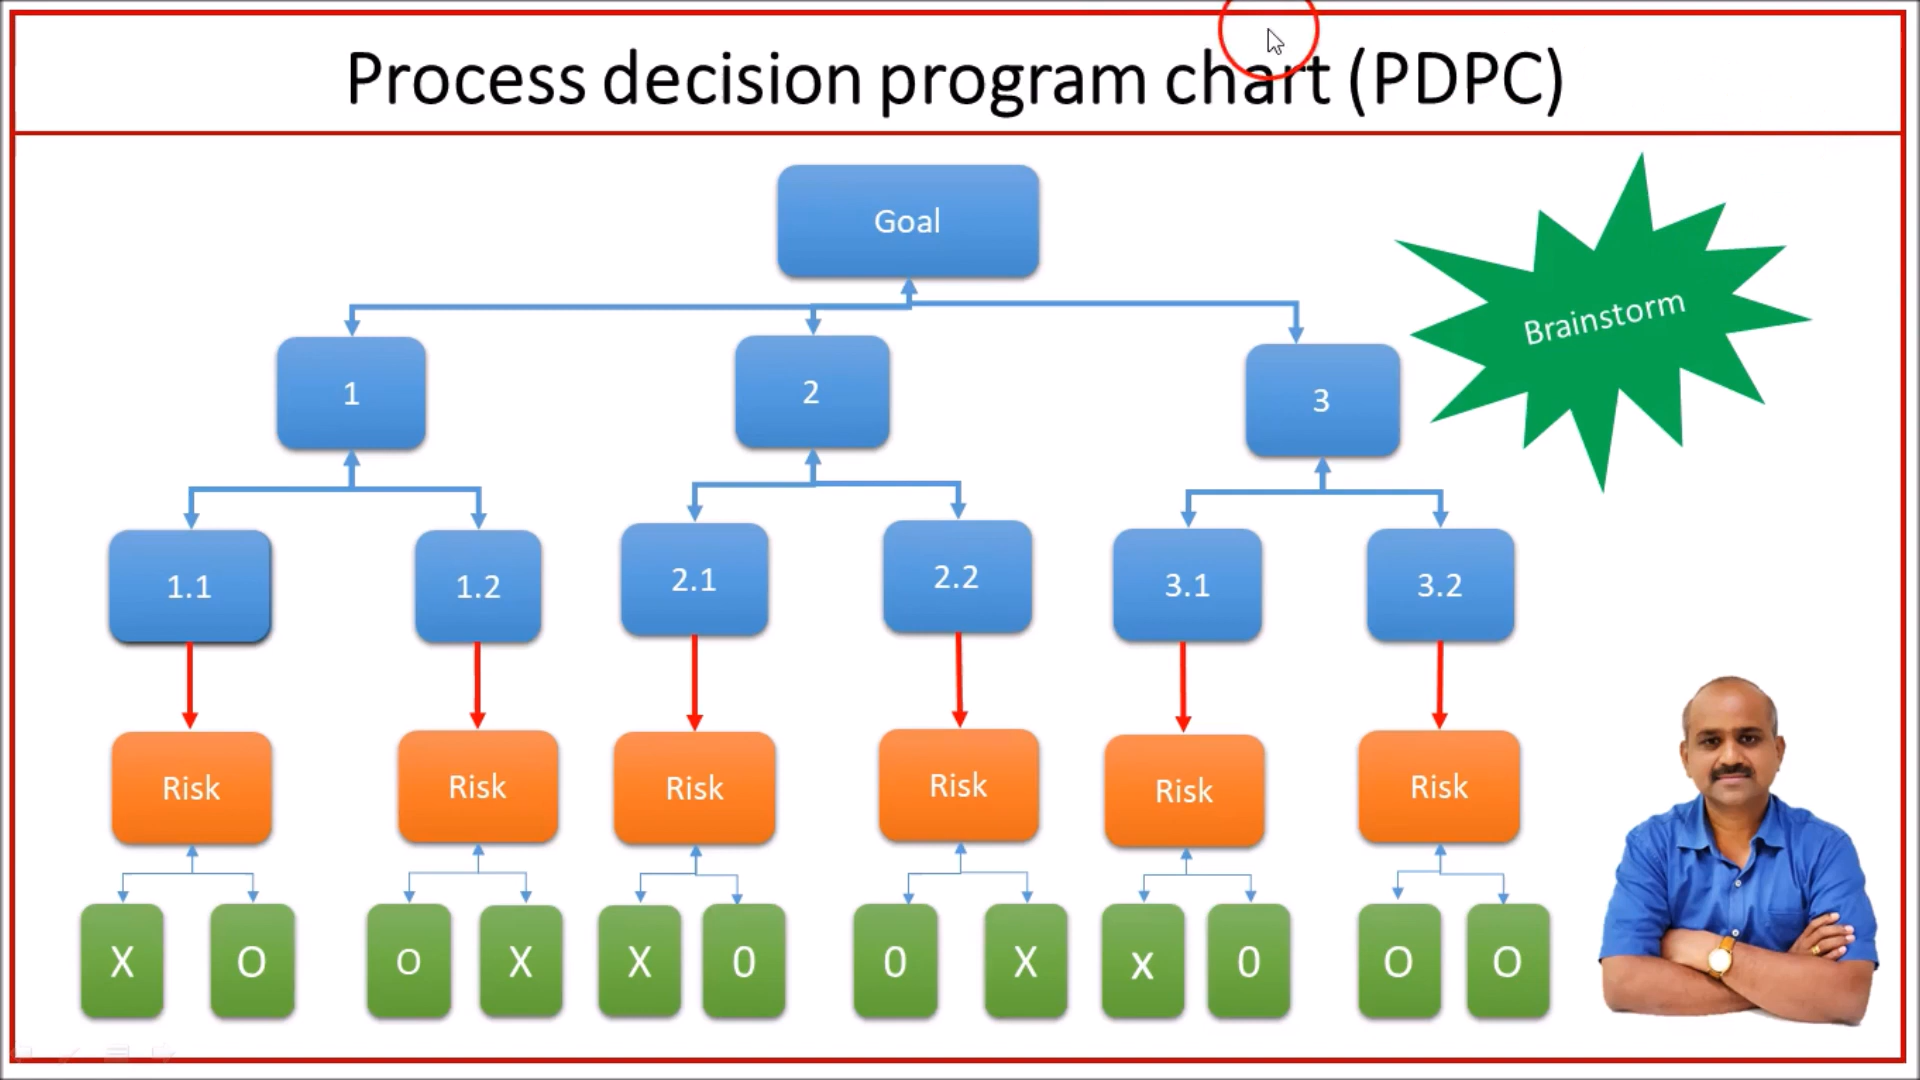 Process decision program chart (PDPC)
Goal
Brainstorm
1
2
3
1.1
1.2
2.1
2.2
3.1
3.2
Risk
Risk
Risk
Risk
Risk
Risk
X
O
o
X
X
0
0
X
x
0
O
O